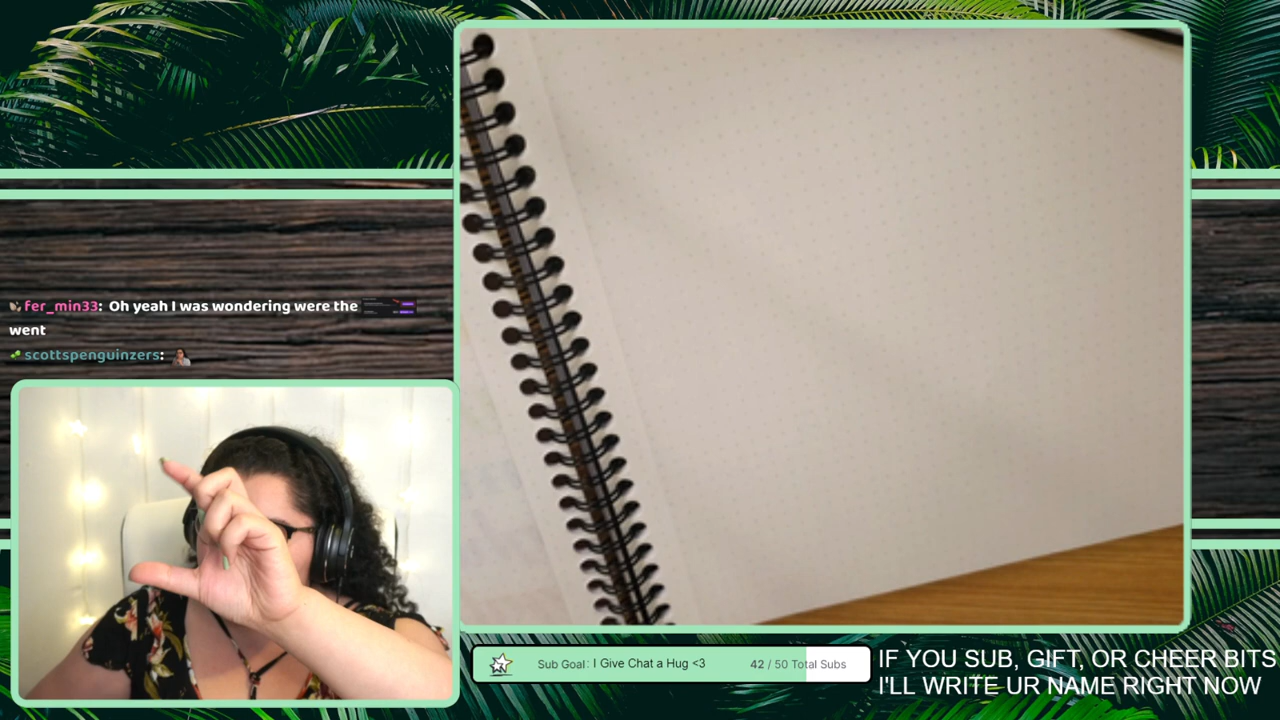 fer_min33: Oh yeah I was wondering were the
went
scottspenguinzers:
Sub Goal: I Give Chat a Hug <3 42 / 50 Total Subs
IF YOU SUB, GIFT, OR CHEER BITS
I'LL WRITE UR NAME RIGHT NOW